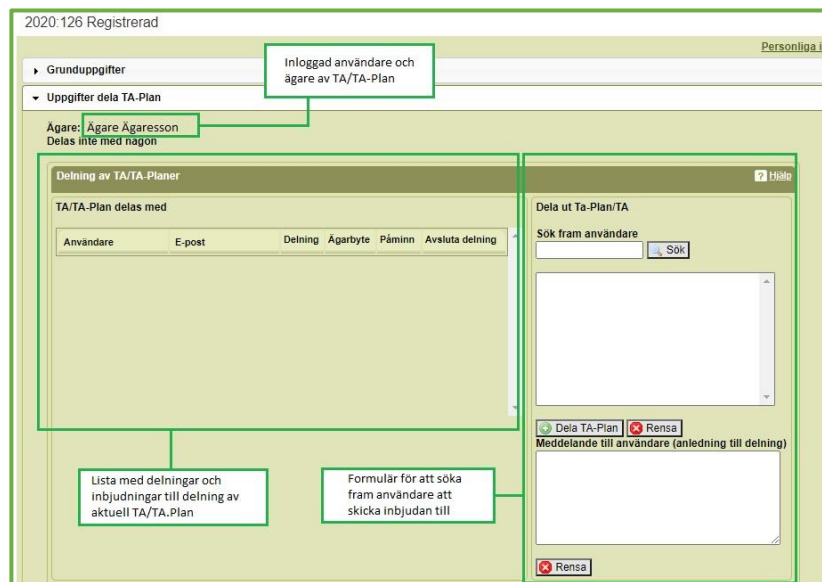 2020:126 Registrerad
Personliga i
Grunduppgifter
Inloggad användare och
ägare av TA/TA-Plan
Uppgifter dela TA-Plan
Ägare: Ägare Ägaresson
Delas inte med någon
Delning av TA/TA-Planer
? Hjälp
TA/TA-Plan delas med
Användare E-post Delning Ägarbyte Påminn Avsluta delning
Dela ut Ta-Plan/TA
Sök fram användare
Sök
Dela TA-Plan Rensa
Meddelande till användare (anledning till delning)
Lista med delningar och
inbjudningar till delning av
aktuell TA/TA.Plan
Formulär för att söka
fram användare att
skicka inbjudan till
Rensa